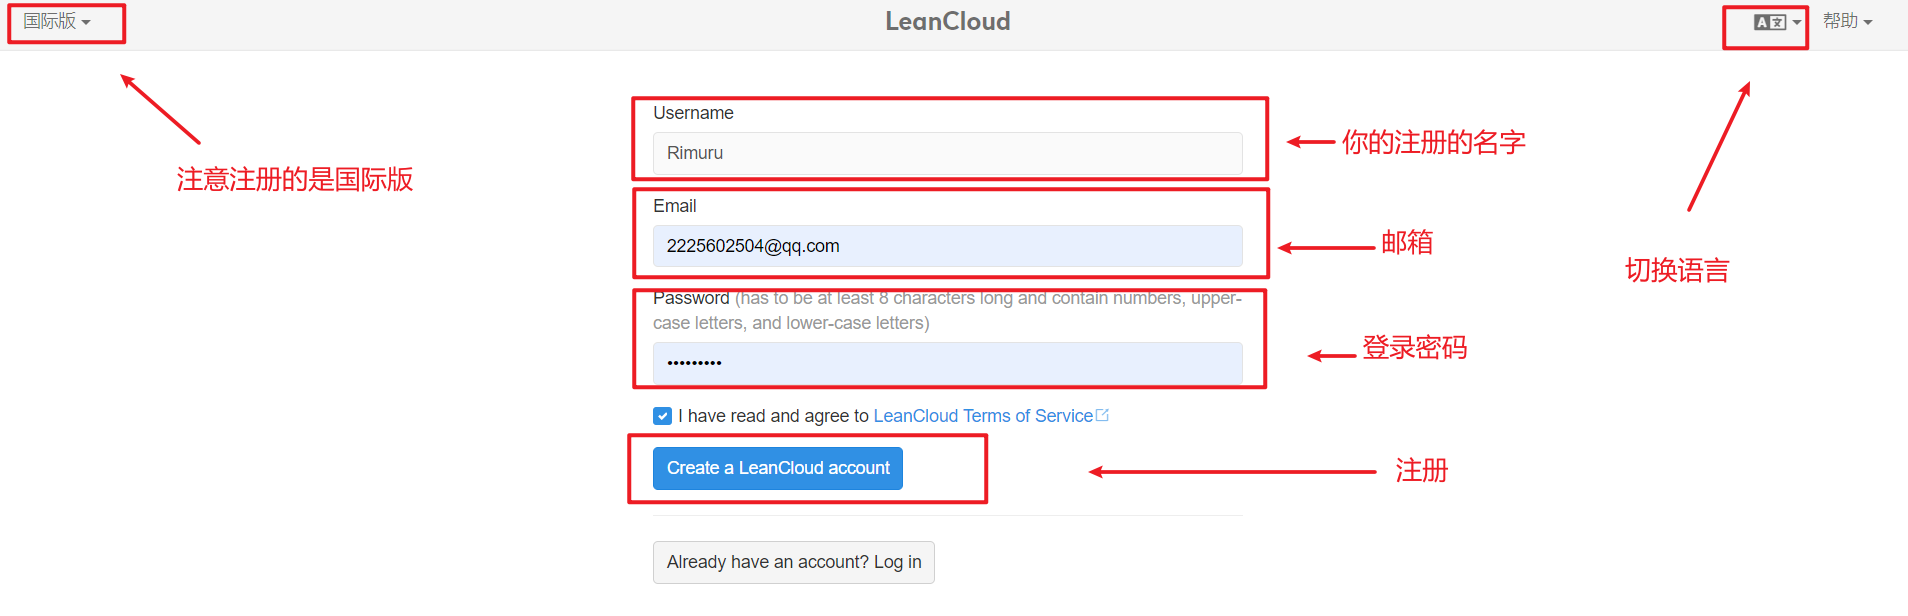 国际版
LeanCloud
A文
帮助
Username
Rimuru
你的注册的名字
注意注册的是国际版
Email
2225602504@qq.com
邮箱
切换语言
Password (has to be at least 8 characters long and contain numbers, upper-
case letters, and lower-case letters)
•••••••••
登录密码
I have read and agree to LeanCloud Terms of Service
Create a LeanCloud account
注册
Already have an account? Log in